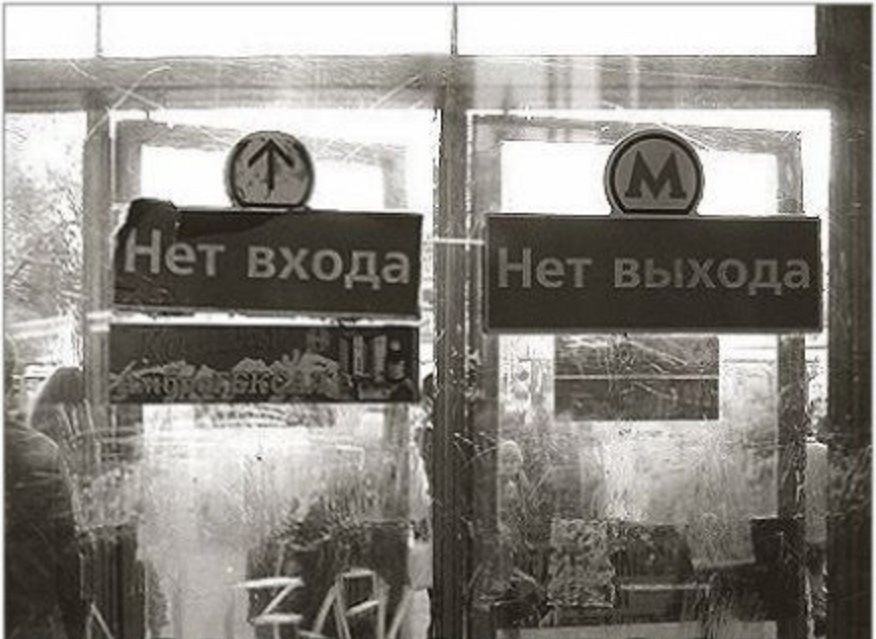 Нет входа
М
Нет выхода